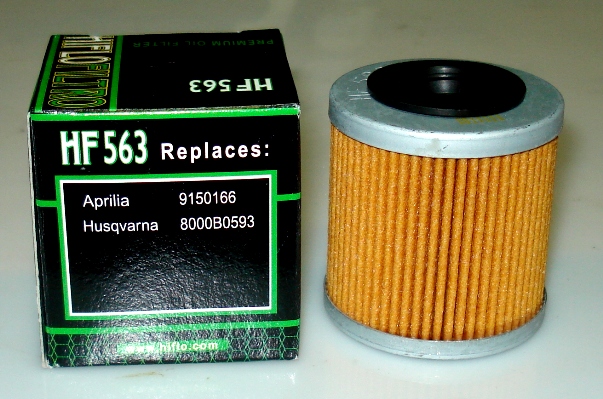 HIFLOFILTRO
PREMIUM OIL FILTER
HF563
HF563 Replaces:
Aprilia 9150166
Husqvarna 8000B0593
www.hiflo.com